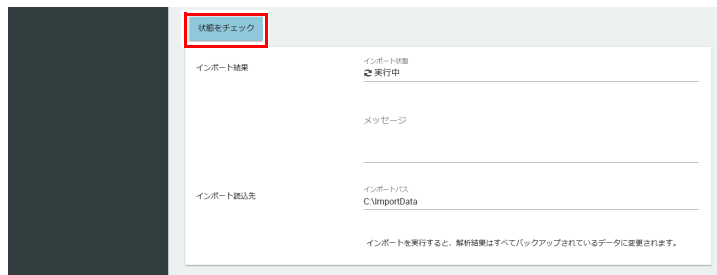 状態をチェック
インポート結果
インポート状態
実行中
メッセージ
インポート読込先
インポートパス
C:\ImportData
インポートを実行すると、解析結果はすべてバックアップされているデータに変更されます。